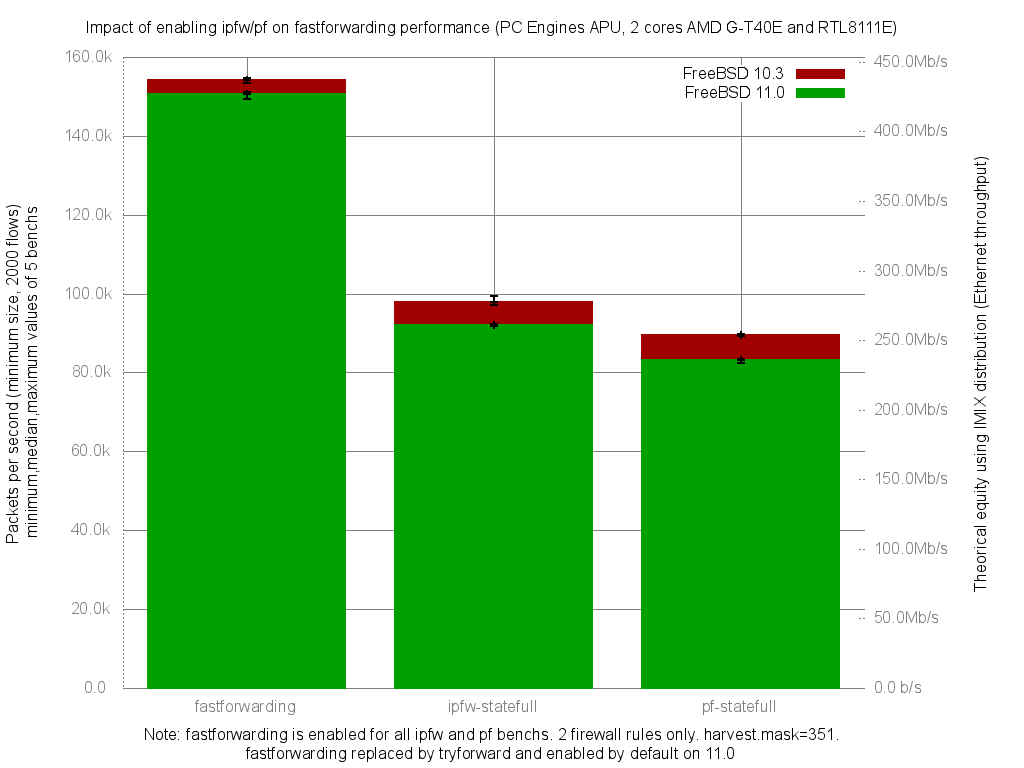 Impact of enabling ipfw/pf on fastforwarding performance (PC Engines APU, 2 cores AMD G-T40E and RTL8111E)
FreeBSD 10.3
FreeBSD 11.0
160.0k
140.0k
120.0k
100.0k
80.0k
60.0k
40.0k
20.0k
0.0
450.0Mb/s
400.0Mb/s
350.0Mb/s
300.0Mb/s
250.0Mb/s
200.0Mb/s
150.0Mb/s
100.0Mb/s
50.0Mb/s
0.0 b/s
Packets per second (minimum size, 2000 flows)
minimum,median,maximum values of 5 benchs
Theorical equity using IMIX distribution (Ethernet throughput)
fastforwarding
ipfw-statefull
pf-statefull
Note: fastforwarding is enabled for all ipfw and pf benchs. 2 firewall rules only. harvest.mask=351.
fastforwarding replaced by tryforward and enabled by default on 11.0